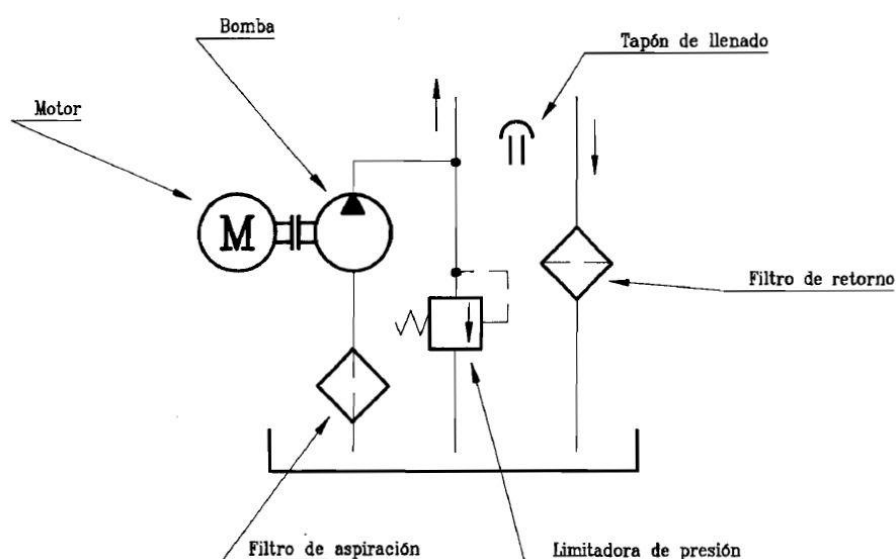 Bomba
Tapón de llenado
Motor
M
Filtro de retorno
Filtro de aspiración
Limitadora de presión